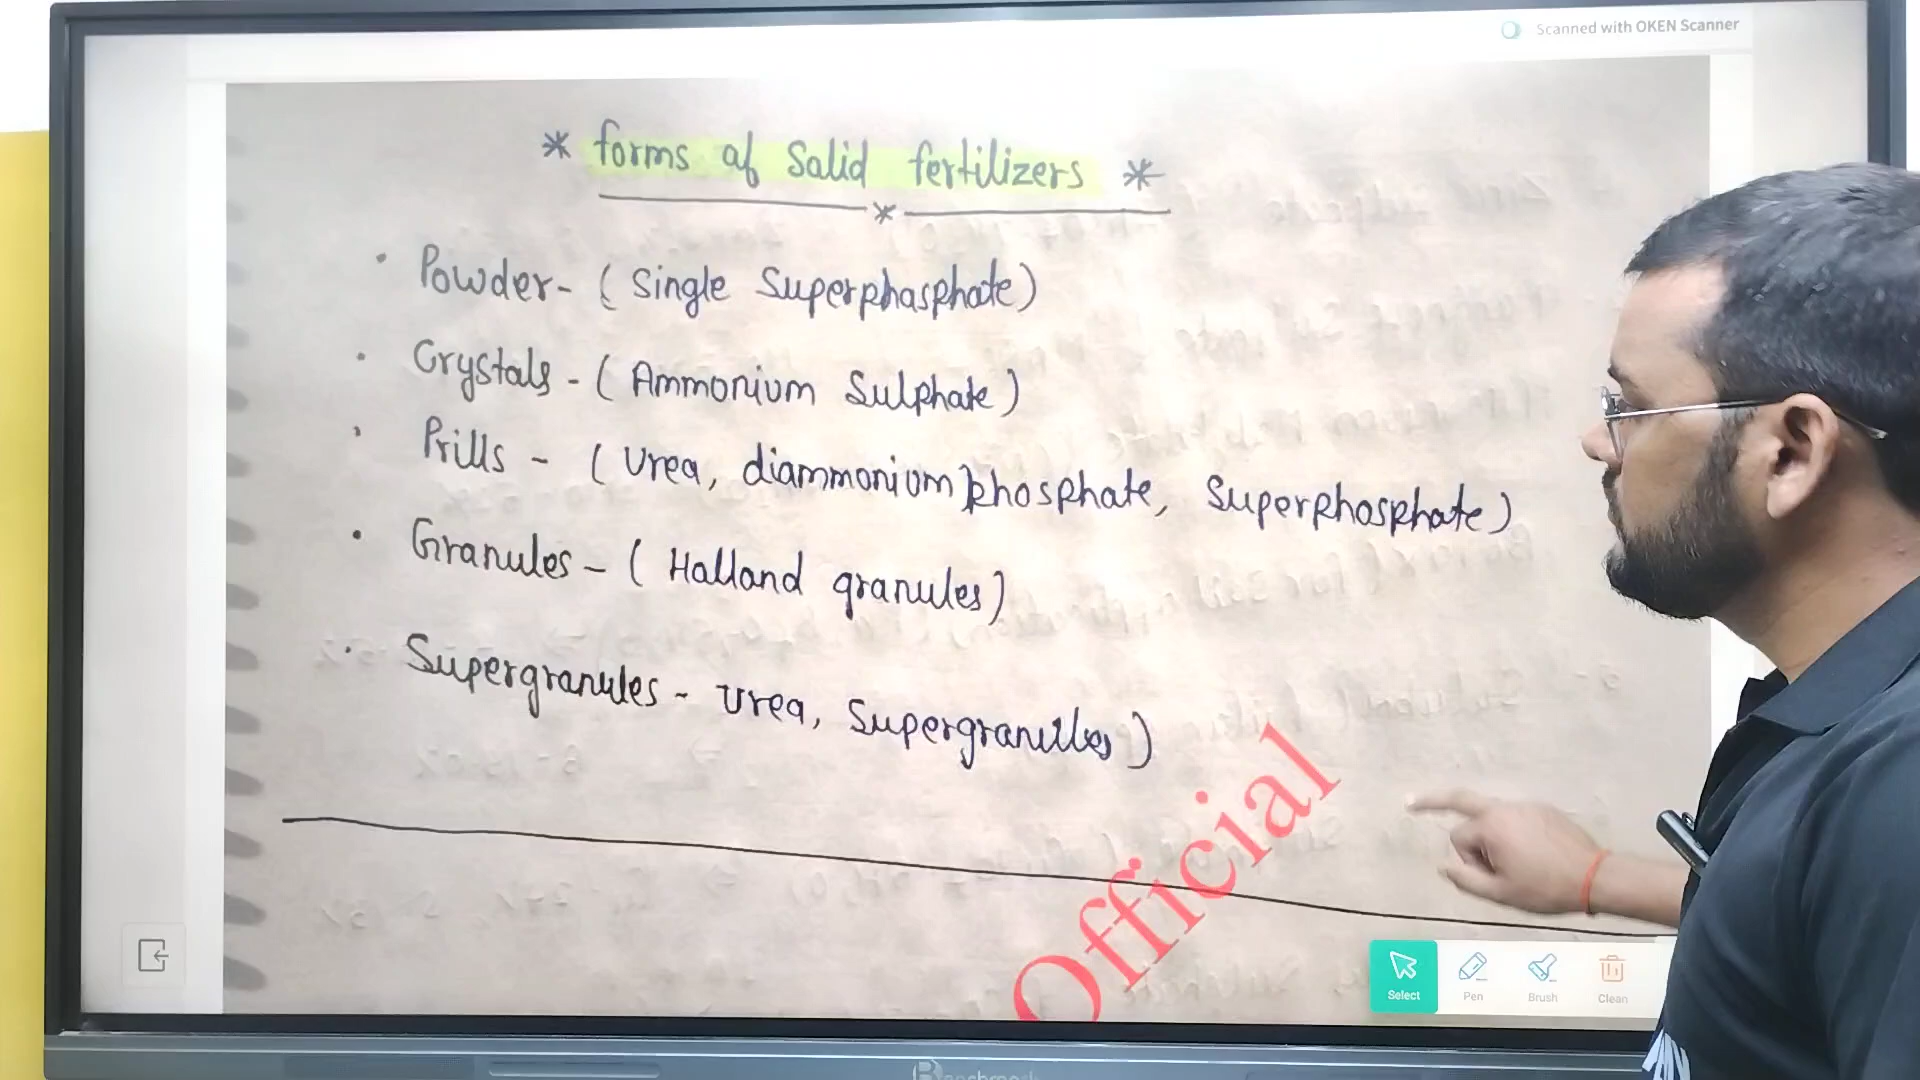 Scanned with OKEN Scanner
* forms of Solid fertilizers *
*
• Powder - ( Single Superphosphate )
• Crystals - ( Ammonium Sulphate )
• Prills - ( Urea, diammonium phosphate, Superphosphate )
• Granules - ( Holland granules )
• Supergranules - Urea, Supergranules )
Official
Select Pen Brush Clean